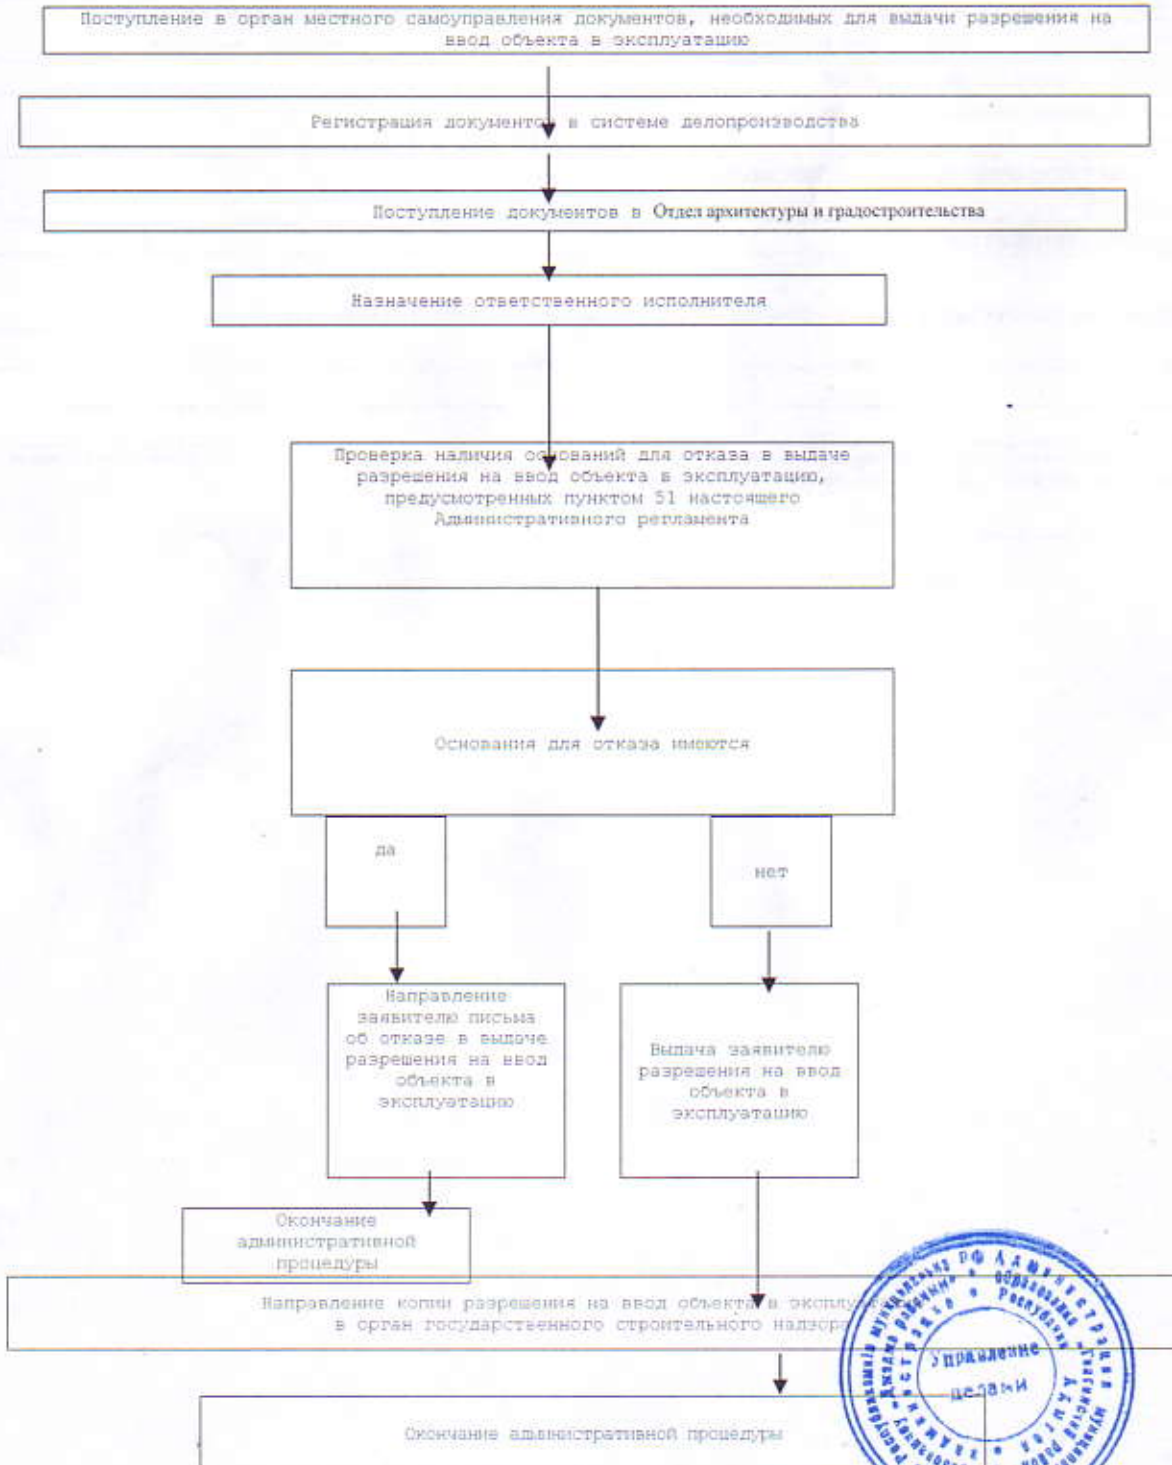 Поступление в орган местного самоуправления документов, необходимых для выдачи разрешения на
ввод объекта в эксплуатацию
Регистрация документов в системе делопроизводства
Поступление документов в Отдел архитектуры и градостроительства
Назначение ответственного исполнителя
Проверка наличия оснований для отказа в выдаче
разрешения на ввод объекта в эксплуатацию,
предусмотренных пунктом 51 настоящего
Административного регламента
Основания для отказа имеются
да
нет
Направление
заявителю письма
об отказе в выдаче
разрешения на ввод
объекта в
эксплуатацию
Выдача заявителю
разрешения на ввод
объекта в
эксплуатацию
Окончание
административной
процедуры
Направление копии разрешения на ввод объекта в
в орган государственного строительного надзора
Окончание административной процедуры
Управление
делами